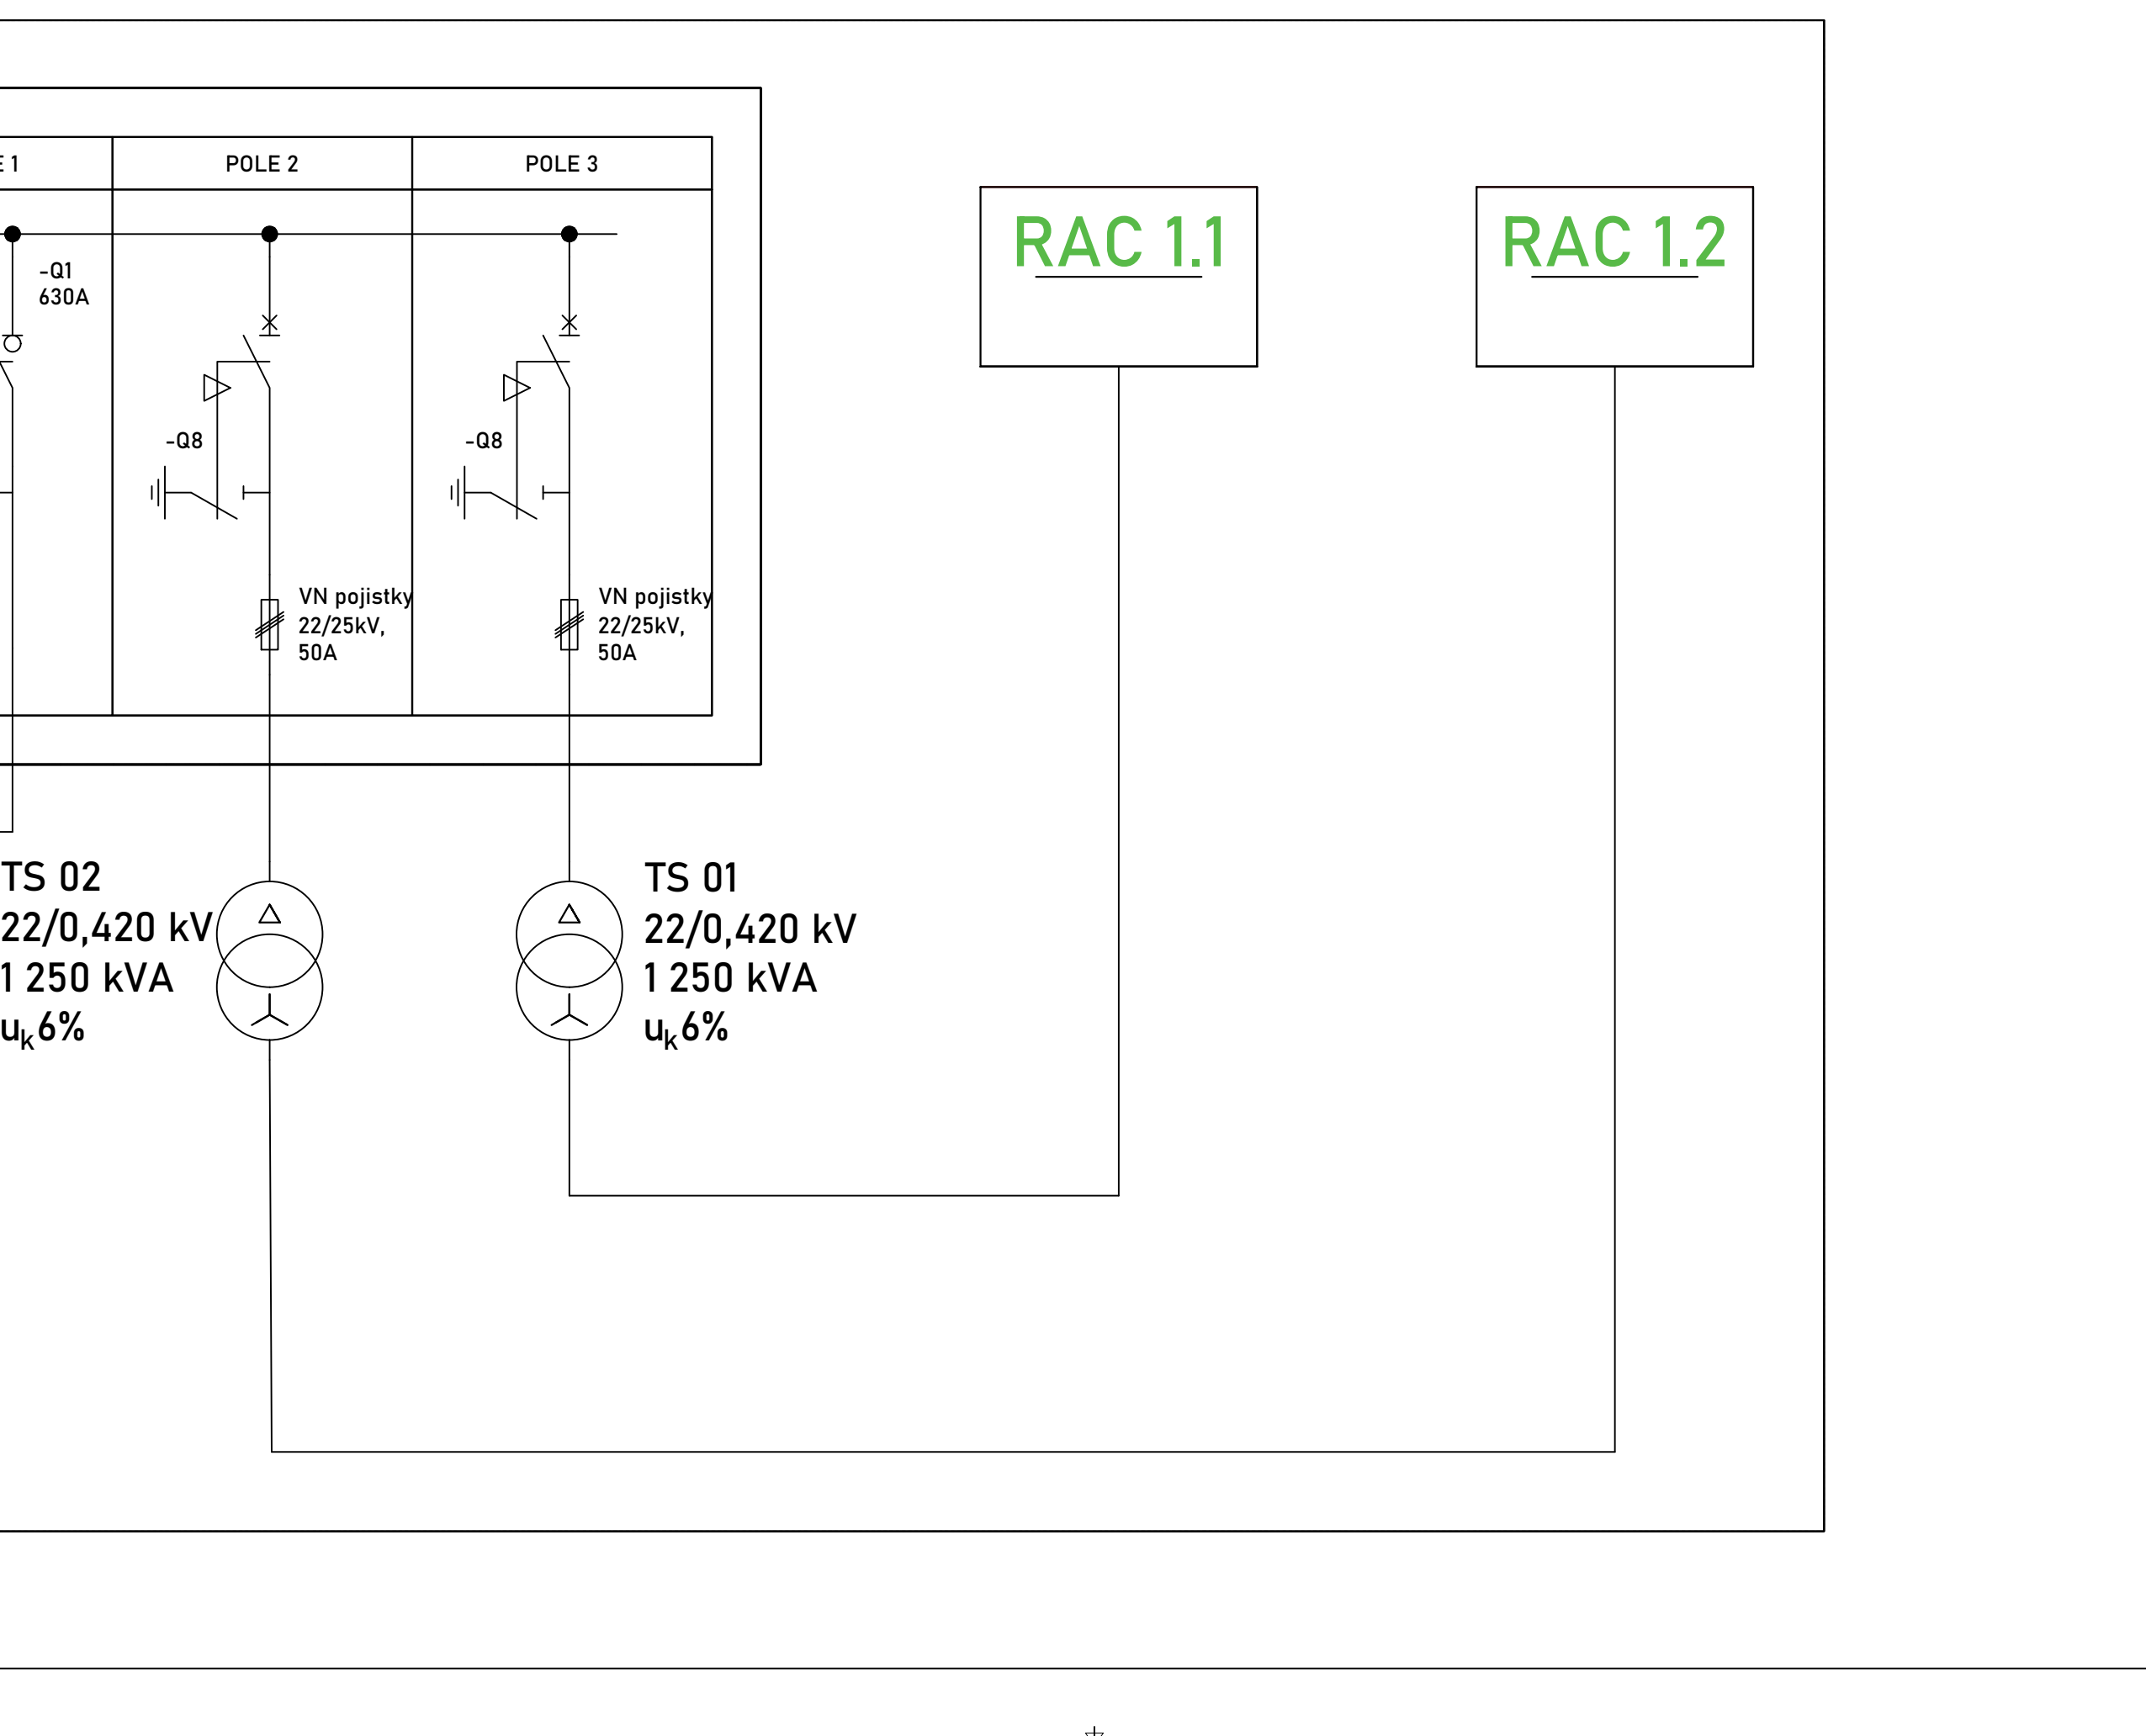 E 1
POLE 2
POLE 3
-Q1
630A
-Q8
-Q8
VN pojistky
22/25kV,
50A
VN pojistky
22/25kV,
50A
RAC 1.1
RAC 1.2
TS 02
22/0,420 kV
1 250 kVA
uk6%
TS 01
22/0,420 kV
1 250 kVA
uk6%